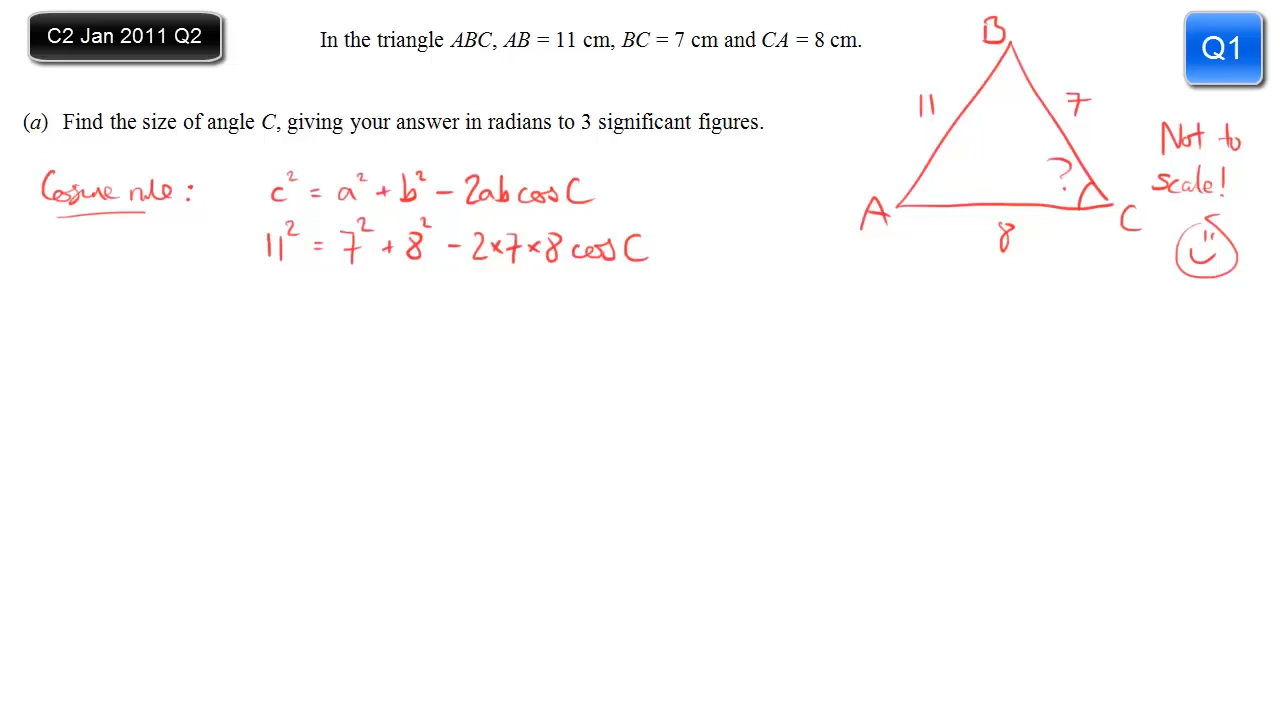 C2 Jan 2011 Q2
In the triangle ABC, AB = 11 cm, BC = 7 cm and CA = 8 cm.
Q1
(a) Find the size of angle C, giving your answer in radians to 3 significant figures.
Cosine rule: c² = a² + b² - 2ab cos C
11² = 7² + 8² - 2×7×8 cos C
B
11
7
?
A
C
8
Not to
scale!